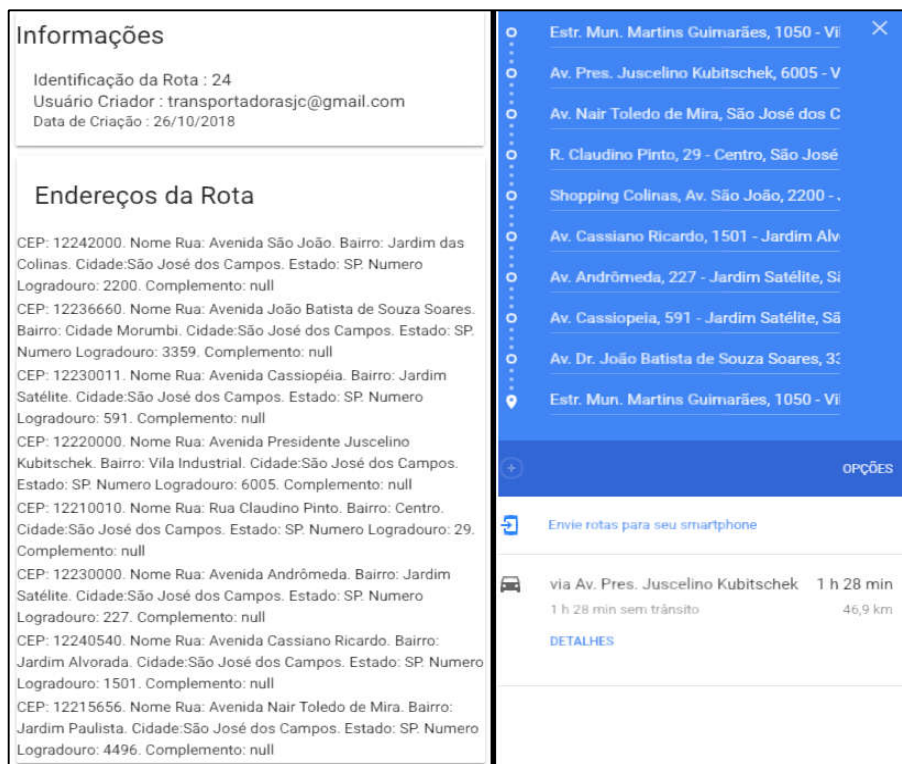 Informações
Identificação da Rota : 24
Usuário Criador : transportadorasjc@gmail.com
Data de Criação : 26/10/2018
Endereços da Rota
CEP: 12242000. Nome Rua: Avenida São João. Bairro: Jardim das
Colinas. Cidade:São José dos Campos. Estado: SP. Numero
Logradouro: 2200. Complemento: null
CEP: 12236660. Nome Rua: Avenida João Batista de Souza Soares.
Bairro: Cidade Morumbi. Cidade:São José dos Campos. Estado: SP.
Numero Logradouro: 3359. Complemento: null
CEP: 12230011. Nome Rua: Avenida Cassiopéia. Bairro: Jardim
Satélite. Cidade:São José dos Campos. Estado: SP. Numero
Logradouro: 591. Complemento: null
CEP: 12220000. Nome Rua: Avenida Presidente Juscelino
Kubitschek. Bairro: Vila Industrial. Cidade:São José dos Campos.
Estado: SP. Numero Logradouro: 6005. Complemento: null
CEP: 12210010. Nome Rua: Rua Claudino Pinto. Bairro: Centro.
Cidade:São José dos Campos. Estado: SP. Numero Logradouro: 29.
Complemento: null
CEP: 12230000. Nome Rua: Avenida Andrômeda. Bairro: Jardim
Satélite. Cidade:São José dos Campos. Estado: SP. Numero
Logradouro: 227. Complemento: null
CEP: 12240540. Nome Rua: Avenida Cassiano Ricardo. Bairro:
Jardim Alvorada. Cidade:São José dos Campos. Estado: SP. Numero
Logradouro: 1501. Complemento: null
CEP: 12215656. Nome Rua: Avenida Nair Toledo de Mira. Bairro:
Jardim Paulista. Cidade:São José dos Campos. Estado: SP. Numero
Logradouro: 4496. Complemento: null
Estr. Mun. Martins Guimarães, 1050 - Vi
Av. Pres. Juscelino Kubitschek, 6005 - V
Av. Nair Toledo de Mira, São José dos C
R. Claudino Pinto, 29 - Centro, São José
Shopping Colinas, Av. São João, 2200 -
Av. Cassiano Ricardo, 1501 - Jardim Alv
Av. Andrômeda, 227 - Jardim Satélite, Sã
Av. Cassiopeia, 591 - Jardim Satélite, Sã
Av. Dr. João Batista de Souza Soares, 33
Estr. Mun. Martins Guimarães, 1050 - Vi
OPÇÕES
Envie rotas para seu smartphone
via Av. Pres. Juscelino Kubitschek 1 h 28 min
1 h 28 min sem trânsito 46,9 km
DETALHES